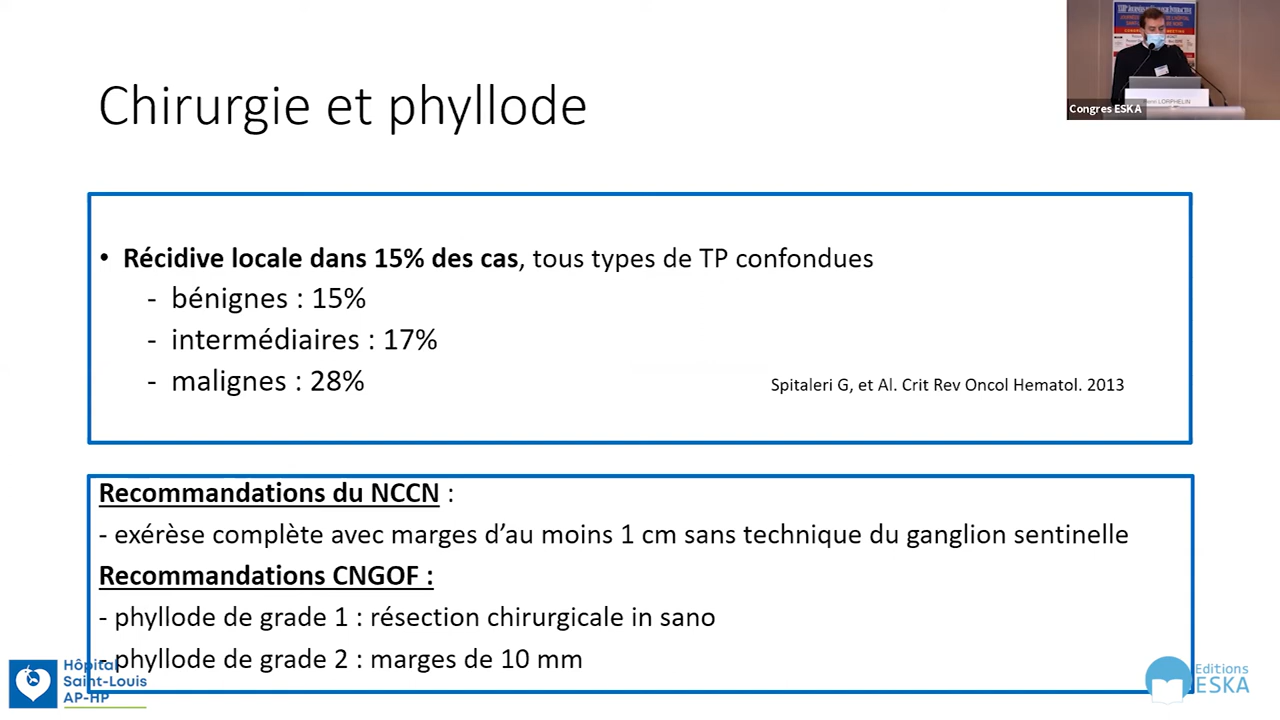 Chirurgie et phyllode
Congres ESKA
LORPHELIN
• Récidive locale dans 15% des cas, tous types de TP confondues
- bénignes : 15%
- intermédiaires : 17%
- malignes : 28%
Spitaleri G, et Al. Crit Rev Oncol Hematol. 2013
Recommandations du NCCN :
- exérèse complète avec marges d’au moins 1 cm sans technique du ganglion sentinelle
Recommandations CNGOF :
- phyllode de grade 1 : résection chirurgicale in sano
- phyllode de grade 2 : marges de 10 mm
Hôpital
Saint-Louis
AP-HP
Editions
ESKA